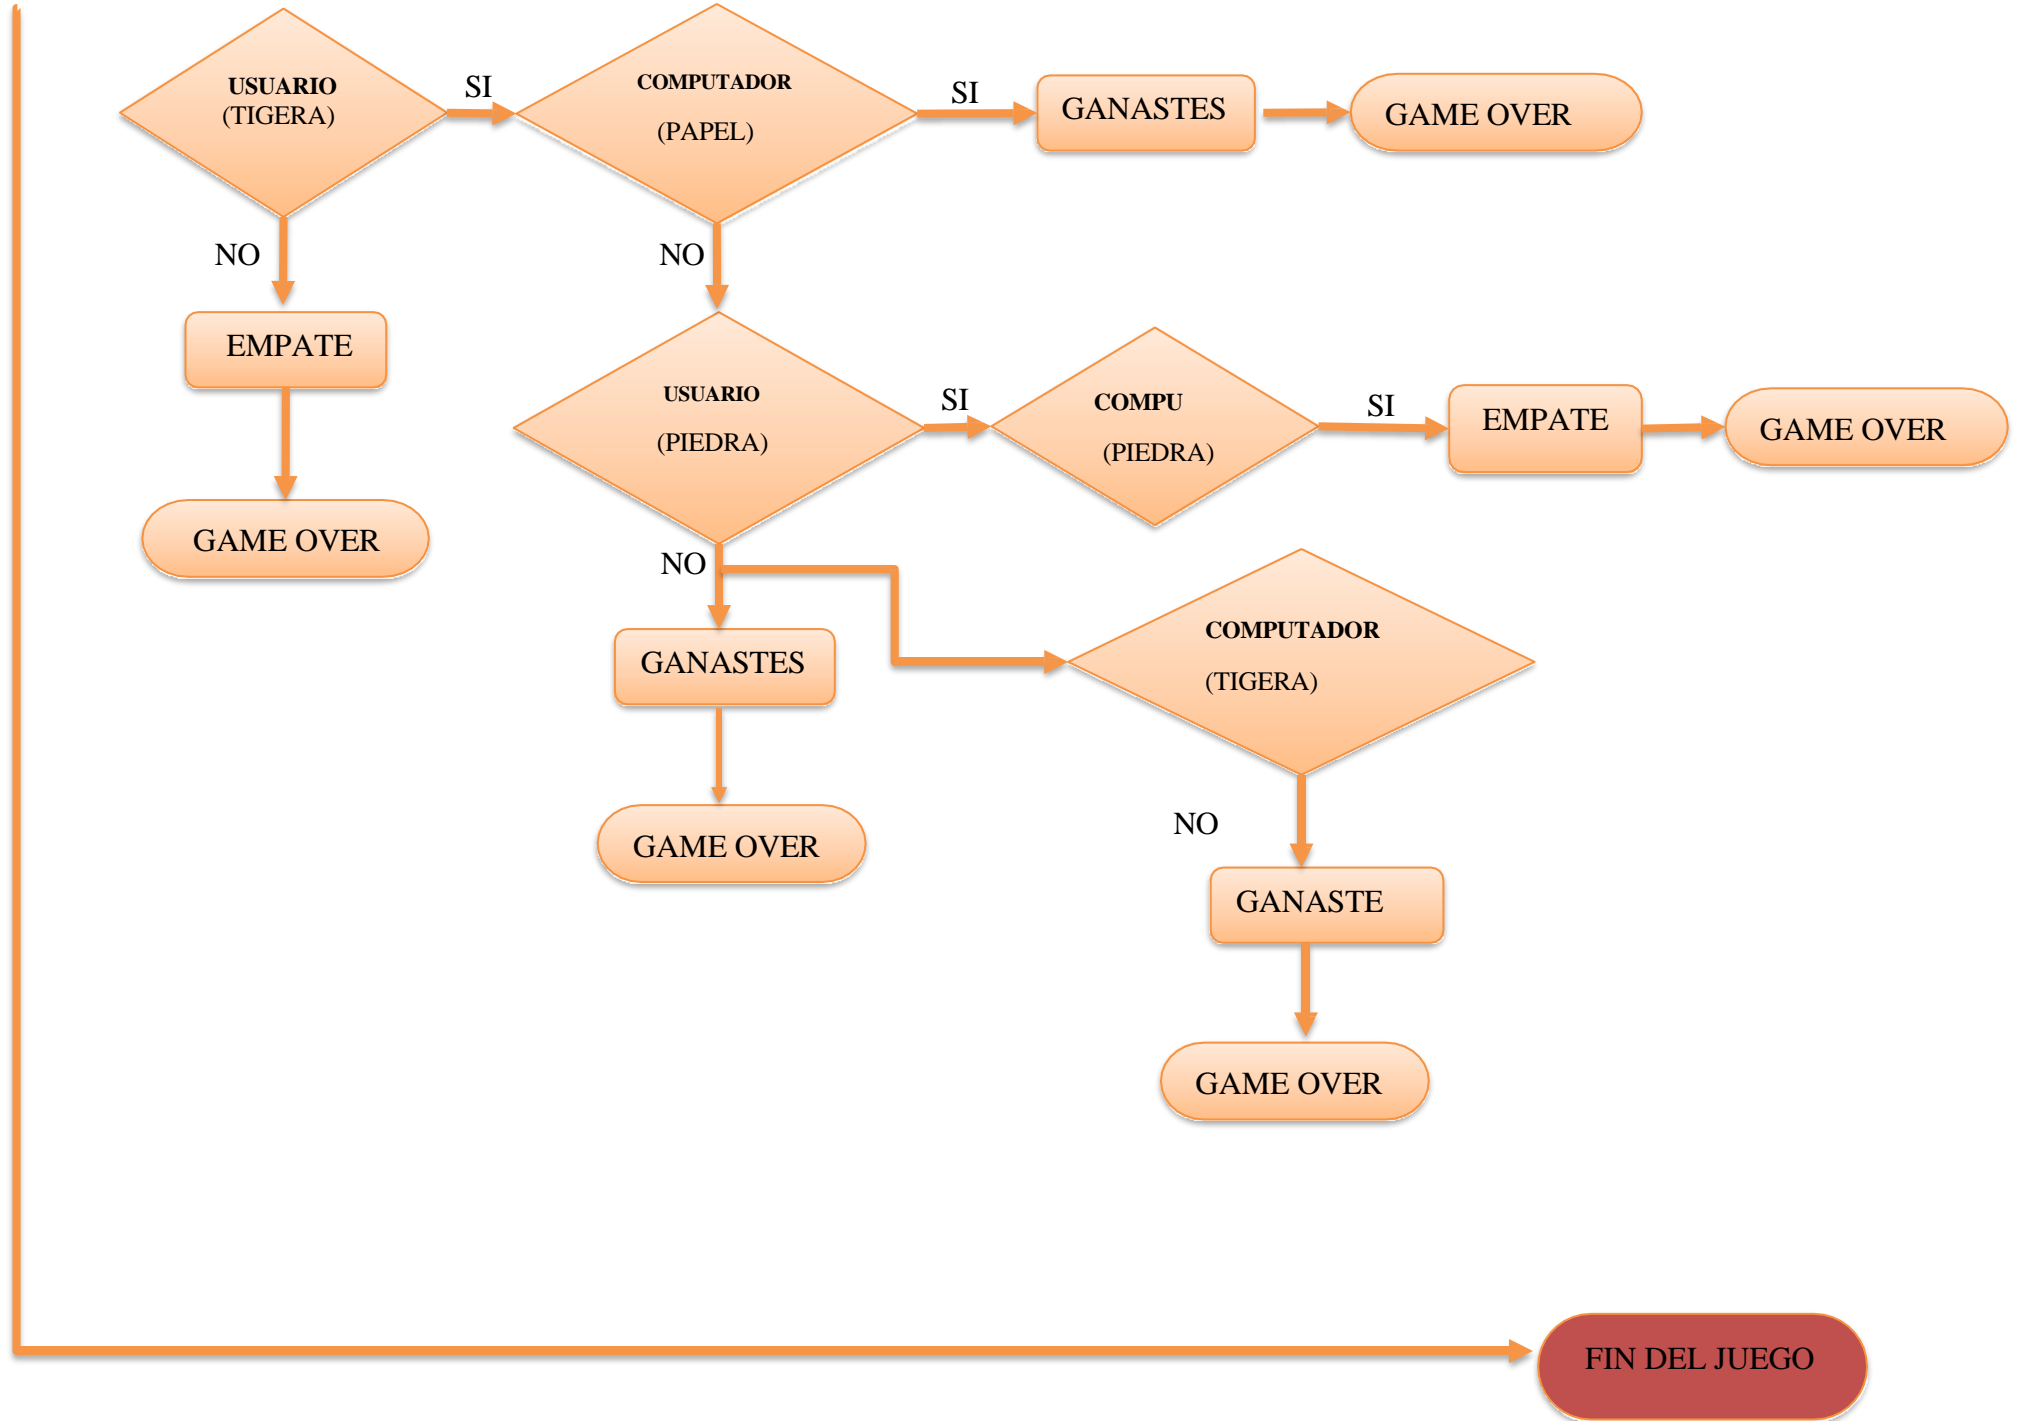 USUARIO
(TIGERA)
SI
COMPUTADOR
(PAPEL)
SI
GANASTES
GAME OVER
NO
NO
EMPATE
USUARIO
(PIEDRA)
SI
COMPU
(PIEDRA)
SI
EMPATE
GAME OVER
GAME OVER
NO
GANASTES
COMPUTADOR
(TIGERA)
GAME OVER
NO
GANASTE
GAME OVER
FIN DEL JUEGO